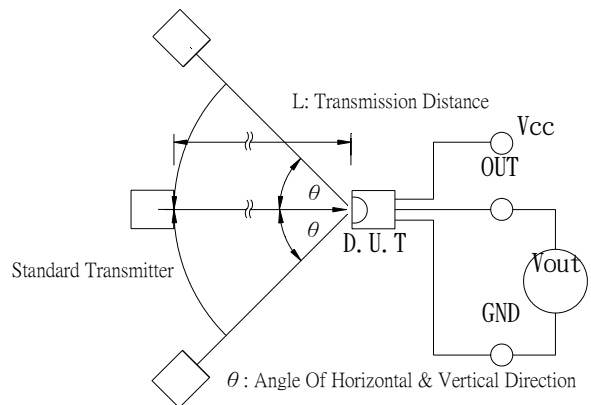 L: Transmission Distance
Vcc
OUT
θ
θ
D.U.T
Standard Transmitter
Vout
GND
θ : Angle Of Horizontal & Vertical Direction